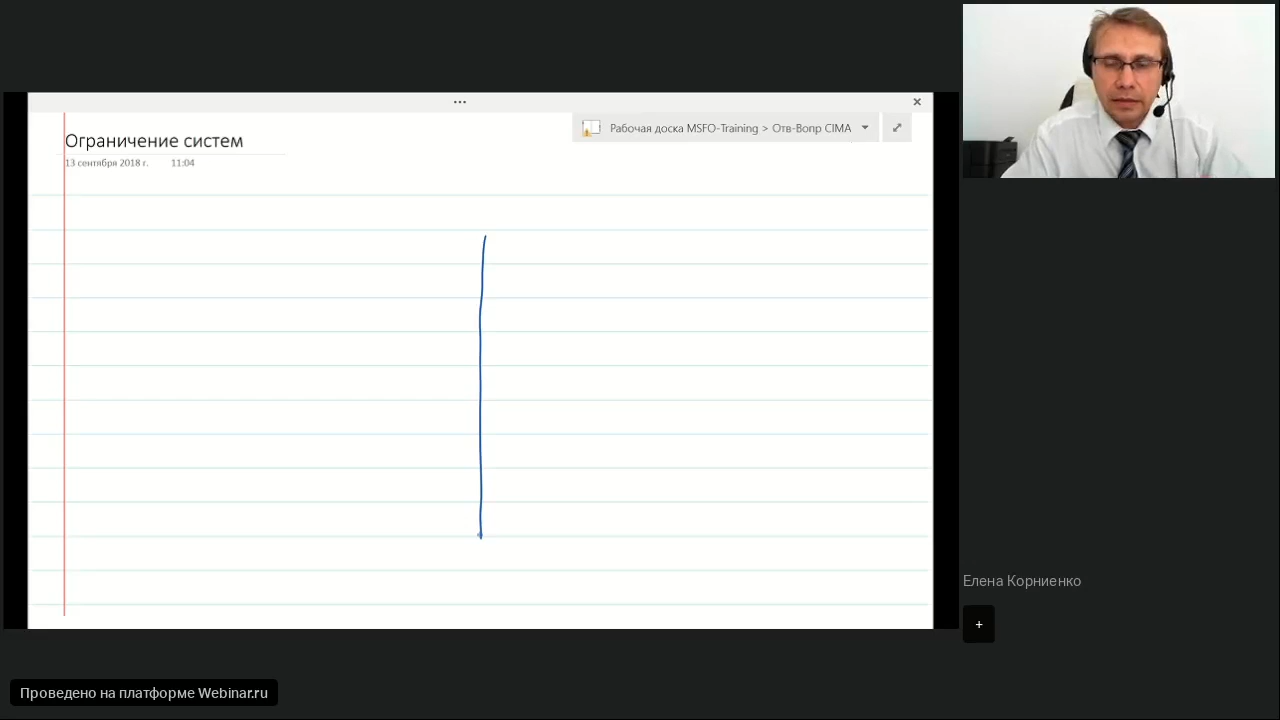 Ограничение систем
13 сентября 2018 г. 11:04
Рабочая доска MSFO-Training > Отв-Вопр CIMA
Елена Корниенко
+
Проведено на платформе Webinar.ru